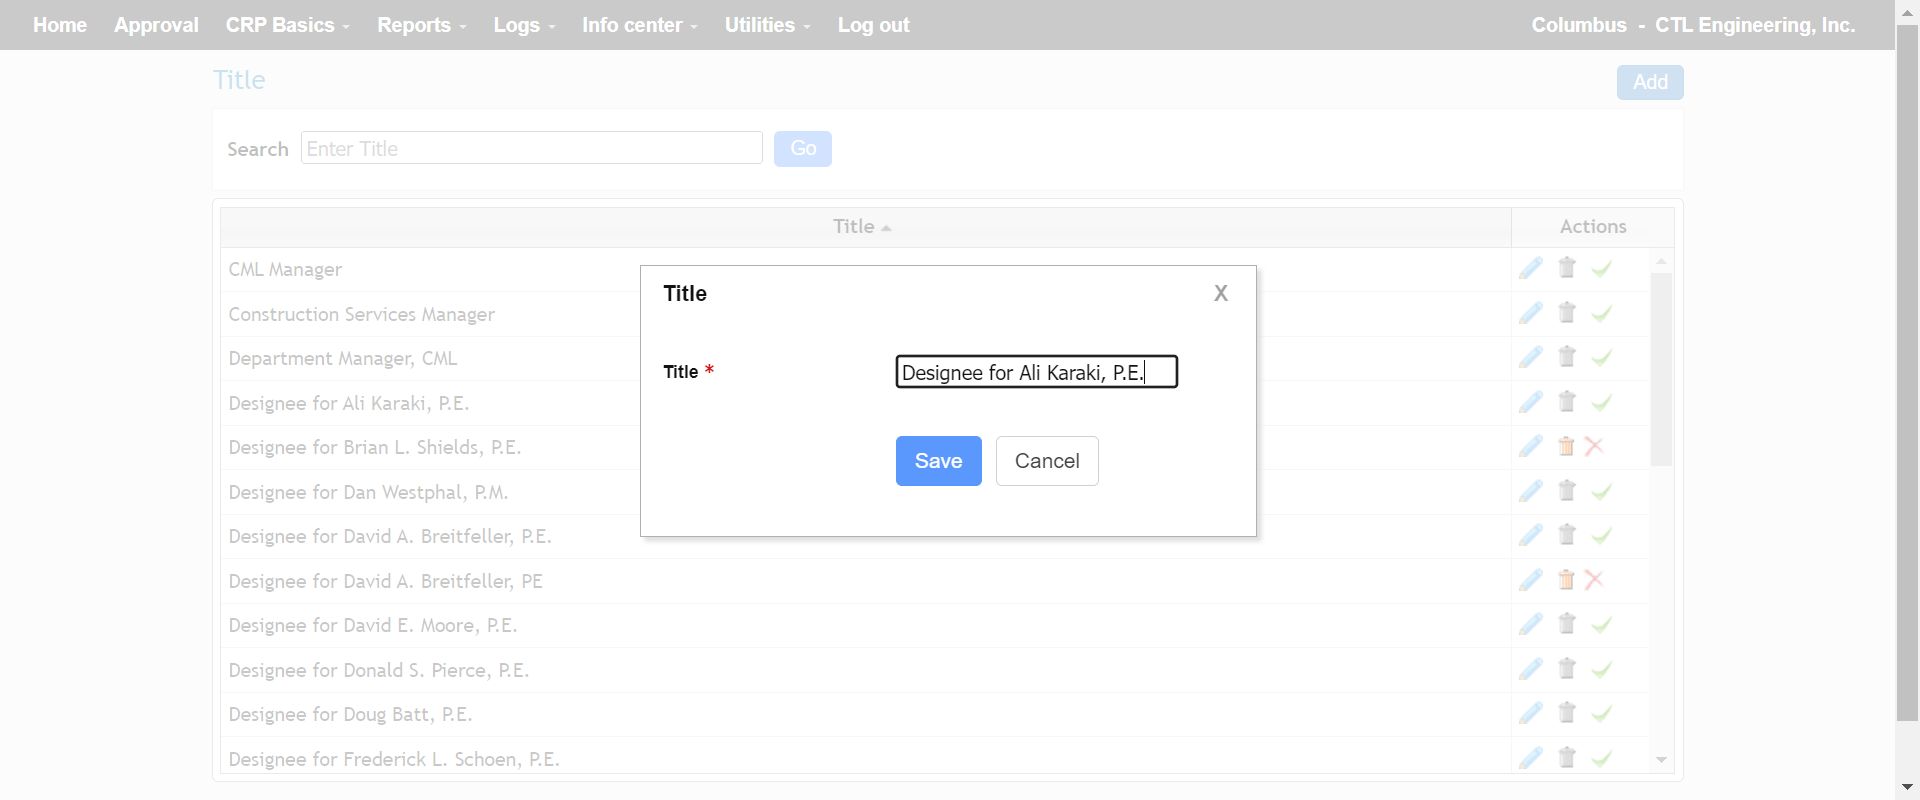 Home Approval CRP Basics Reports Logs Info center Utilities Log out Columbus - CTL Engineering, Inc.
Title
Add
Search Enter Title Go
Title Actions
CML Manager
Construction Services Manager
Department Manager, CML
Designee for Ali Karaki, P.E.
Designee for Brian L. Shields, P.E.
Designee for Dan Westphal, P.M.
Designee for David A. Breitfeller, P.E.
Designee for David A. Breitfeller, PE
Designee for David E. Moore, P.E.
Designee for Donald S. Pierce, P.E.
Designee for Doug Batt, P.E.
Designee for Frederick L. Schoen, P.E.
Title X
Title * Designee for Ali Karaki, P.E.
Save Cancel